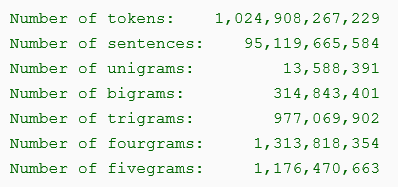 Number of tokens: 1,024,908,267,229
Number of sentences: 95,119,665,584
Number of unigrams: 13,588,391
Number of bigrams: 314,843,401
Number of trigrams: 977,069,902
Number of fourgrams: 1,313,818,354
Number of fivegrams: 1,176,470,663